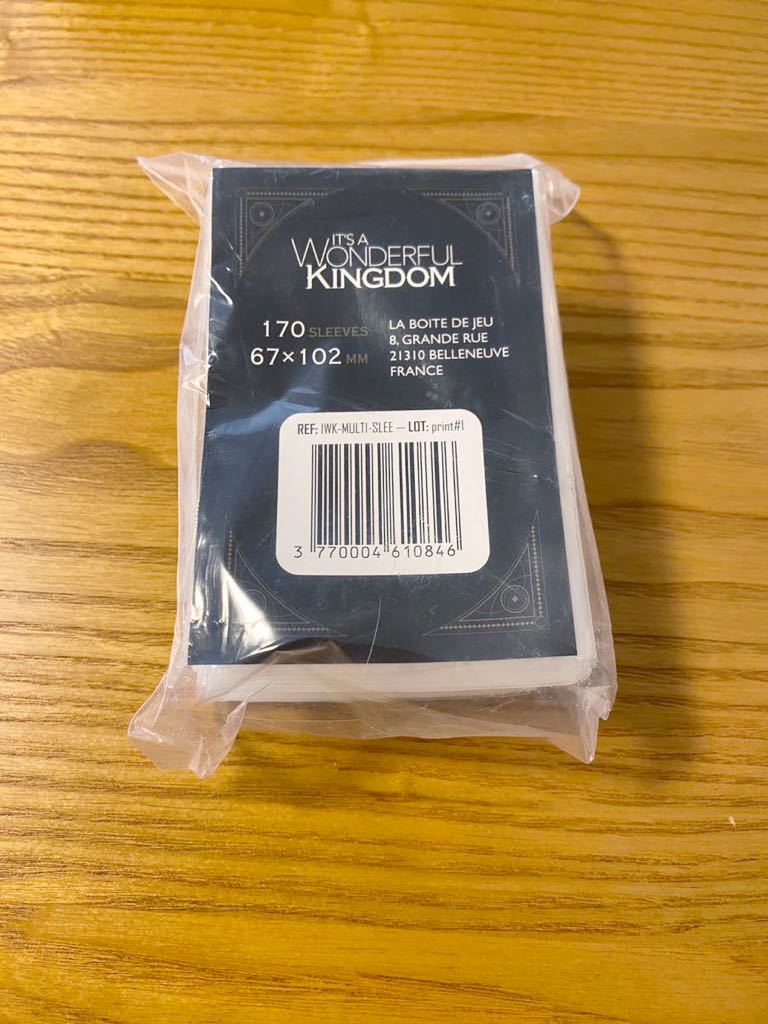 IT'S A
WONDERFUL
KINGDOM
170 SLEEVES
67×102 MM
LA BOITE DE JEU
8, GRANDE RUE
21310 BELLENEUVE
FRANCE
REF: IWK-MULTI-SLEE — LOT: print#1
3 770004 610846